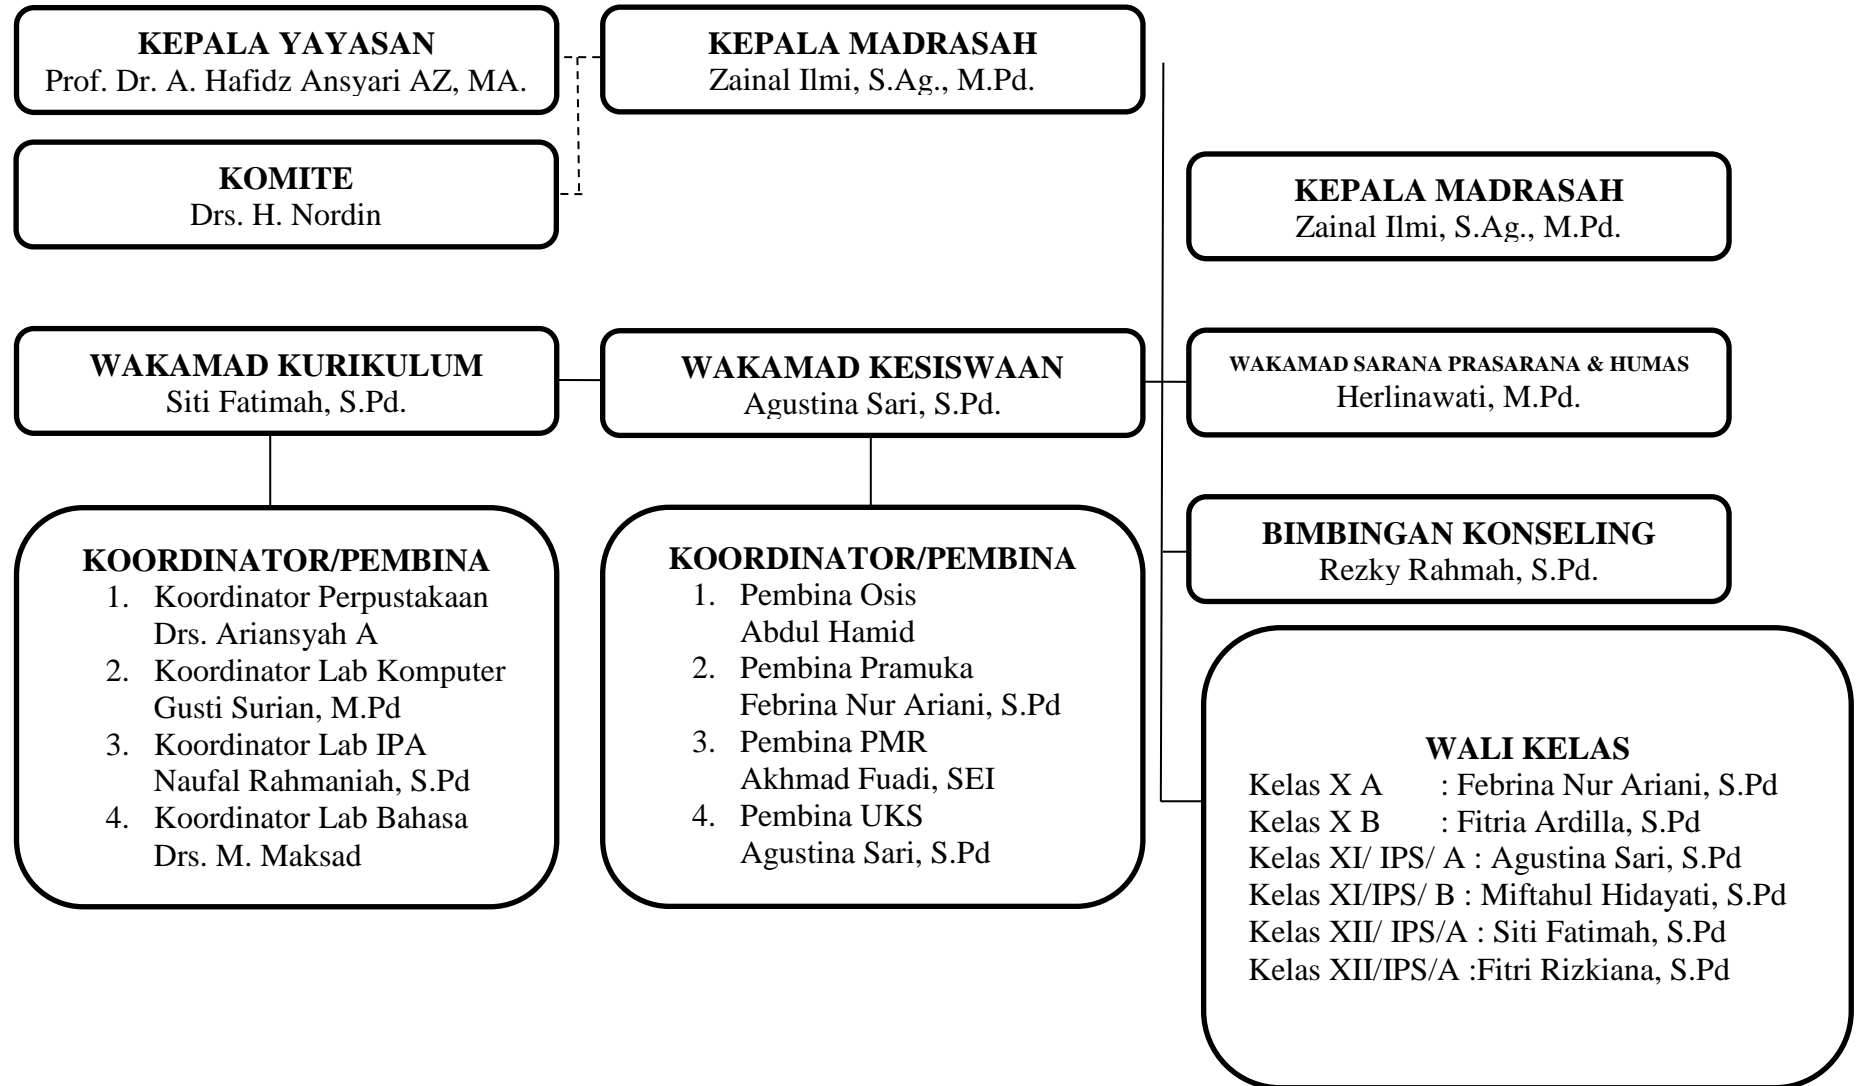 KEPALA YAYASAN
Prof. Dr. A. Hafidz Ansyari AZ, MA.
KEPALA MADRASAH
Zainal Ilmi, S.Ag., M.Pd.
KOMITE
Drs. H. Nordin
KEPALA MADRASAH
Zainal Ilmi, S.Ag., M.Pd.
WAKAMAD KURIKULUM
Siti Fatimah, S.Pd.
WAKAMAD KESISWAAN
Agustina Sari, S.Pd.
WAKAMAD SARANA PRASARANA & HUMAS
Herlinawati, M.Pd.
KOORDINATOR/PEMBINA
1. Koordinator Perpustakaan
Drs. Ariansyah A
2. Koordinator Lab Komputer
Gusti Surian, M.Pd
3. Koordinator Lab IPA
Naufal Rahmaniah, S.Pd
4. Koordinator Lab Bahasa
Drs. M. Maksad
KOORDINATOR/PEMBINA
1. Pembina Osis
Abdul Hamid
2. Pembina Pramuka
Febrina Nur Ariani, S.Pd
3. Pembina PMR
Akhmad Fuadi, SEI
4. Pembina UKS
Agustina Sari, S.Pd
BIMBINGAN KONSELING
Rezky Rahmah, S.Pd.
WALI KELAS
Kelas X A : Febrina Nur Ariani, S.Pd
Kelas X B : Fitria Ardilla, S.Pd
Kelas XI/ IPS/ A : Agustina Sari, S.Pd
Kelas XI/IPS/ B : Miftahul Hidayati, S.Pd
Kelas XII/ IPS/A : Siti Fatimah, S.Pd
Kelas XII/IPS/A :Fitri Rizkiana, S.Pd